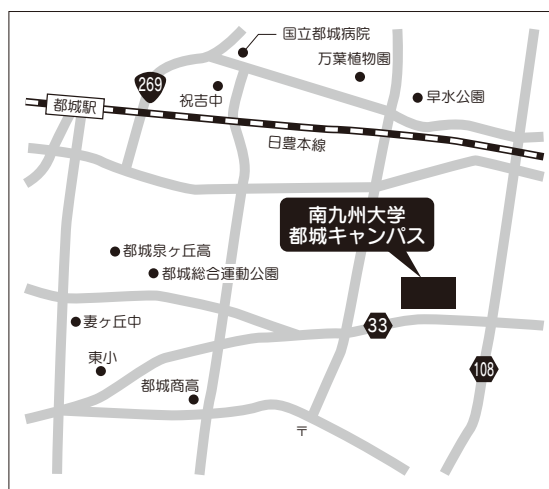 国立都城病院
万葉植物園
269
祝吉中
早水公園
都城駅
日豊本線
南九州大学
都城キャンパス
都城泉ヶ丘高
都城総合運動公園
妻ヶ丘中
33
東小
108
都城商高
〒